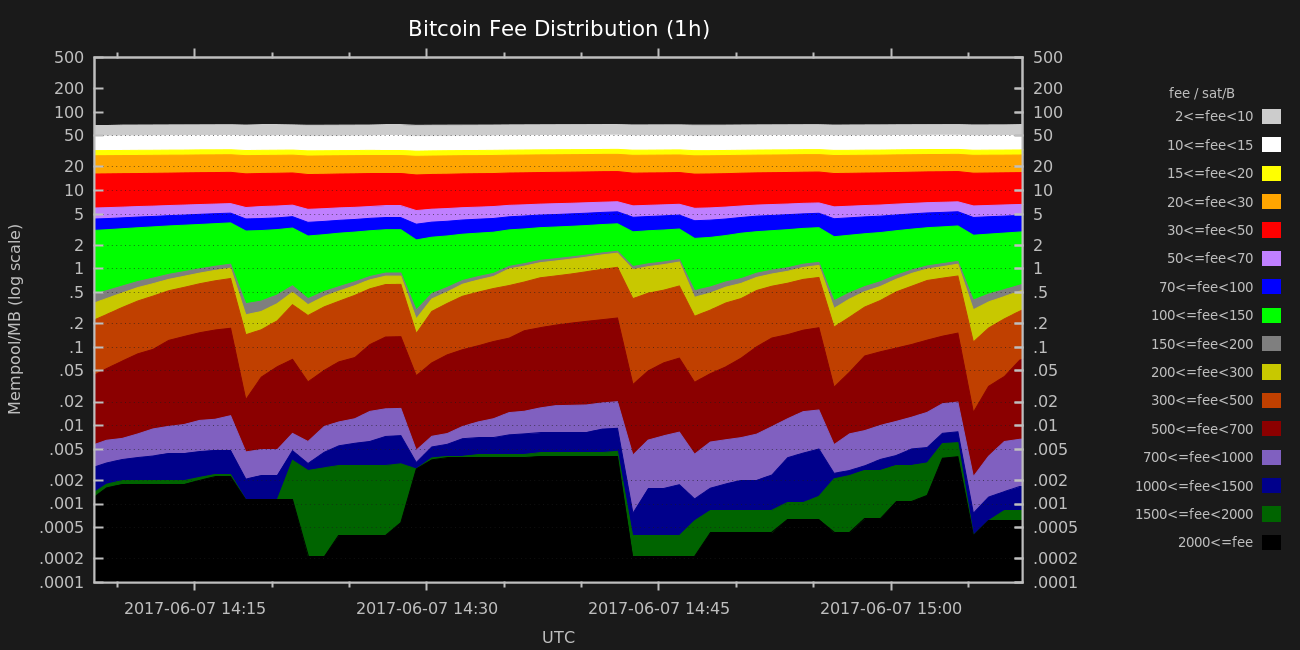 Bitcoin Fee Distribution (1h)
500 500
200 200
100 100
50 50
20 20
10 10
5 5
2 2
1 1
.5 .5
.2 .2
.1 .1
.05 .05
.02 .02
.01 .01
.005 .005
.002 .002
.001 .001
.0005 .0005
.0002 .0002
.0001 .0001
Mempool/MB (log scale)
2017-06-07 14:15 2017-06-07 14:30 2017-06-07 14:45 2017-06-07 15:00
UTC
fee / sat/B
2<=fee<10
10<=fee<15
15<=fee<20
20<=fee<30
30<=fee<50
50<=fee<70
70<=fee<100
100<=fee<150
150<=fee<200
200<=fee<300
300<=fee<500
500<=fee<700
700<=fee<1000
1000<=fee<1500
1500<=fee<2000
2000<=fee